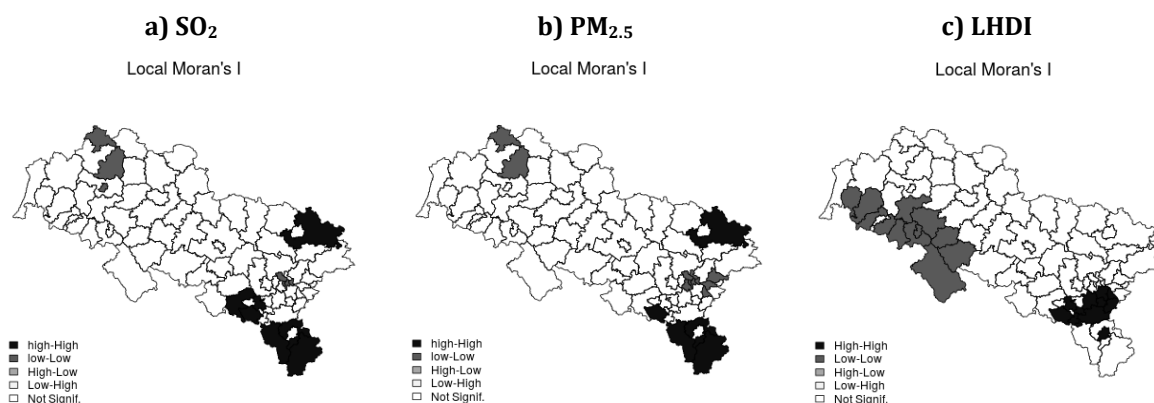 a) SO₂
Local Moran's I
high-High
low-Low
High-Low
Low-High
Not Signif.
b) PM₂.₅
Local Moran's I
high-High
low-Low
High-Low
Low-High
Not Signif.
c) LHDI
Local Moran's I
High-High
Low-Low
High-Low
Low-High
Not Signif.